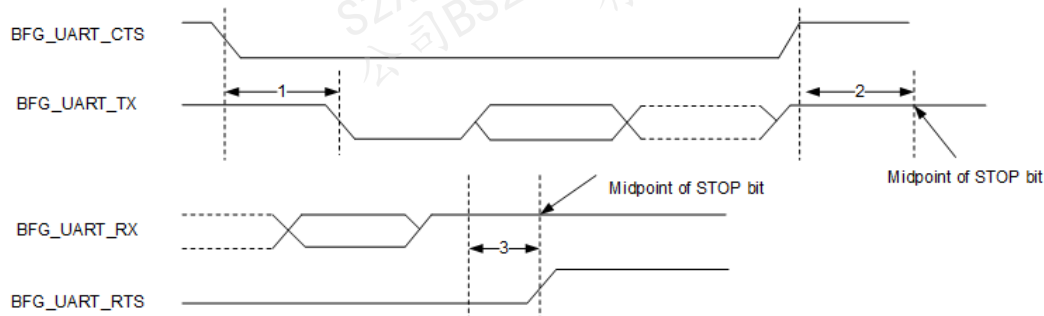 BFG_UART_CTS
1
BFG_UART_TX
2
Midpoint of STOP bit
Midpoint of STOP bit
BFG_UART_RX
3
BFG_UART_RTS